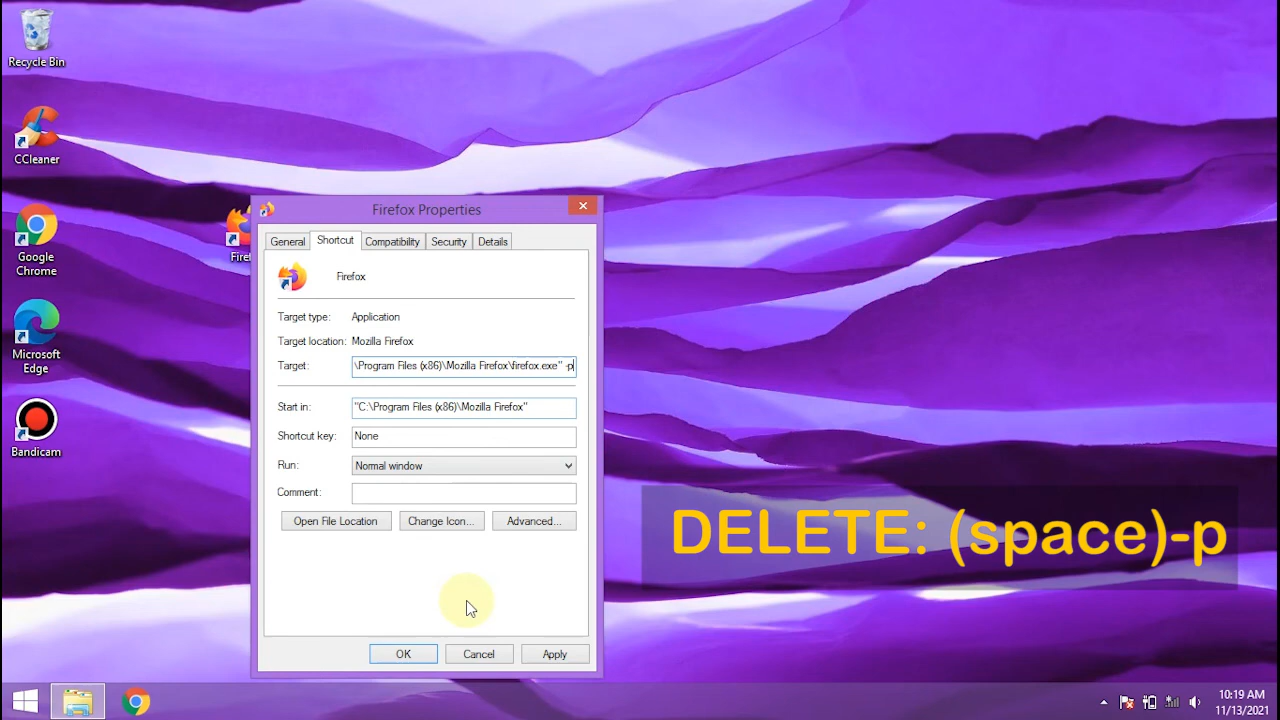 Recycle Bin
CCleaner
Google
Chrome
Microsoft
Edge
Bandicam
Firef
Firefox Properties
General
Shortcut
Compatibility
Security
Details
Firefox
Target type: Application
Target location: Mozilla Firefox
Target: \Program Files (x86)\Mozilla Firefox\firefox.exe" -p
Start in: "C:\Program Files (x86)\Mozilla Firefox"
Shortcut key: None
Run: Normal window
Comment:
Open File Location
Change Icon...
Advanced...
OK
Cancel
Apply
DELETE: (space)-p
10:19 AM
11/13/2021